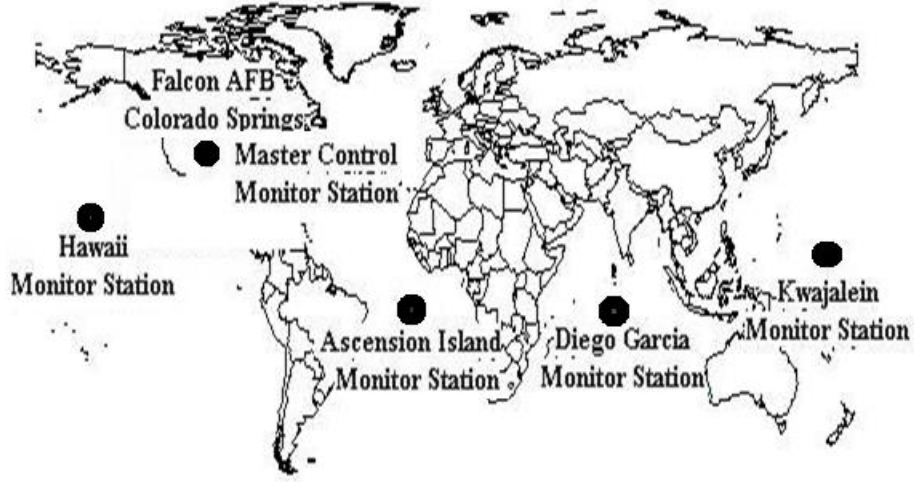 Falcon AFB
Colorado Springs
Master Control
Monitor Station
Hawaii
Monitor Station
Kwajalein
Monitor Station
Ascension Island
Monitor Station
Diego Garcia
Monitor Station